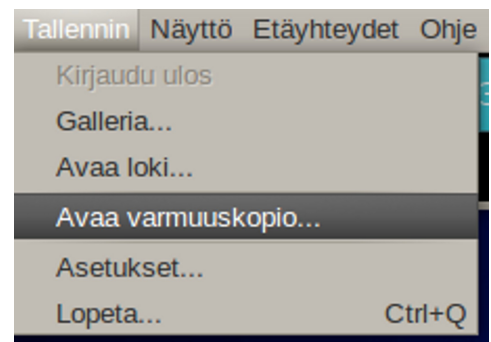 Tallennin Näyttö Etäyhteydet Ohje
Kirjaudu ulos
Galleria...
Avaa loki...
Avaa varmuuskopio...
Asetukset...
Lopeta... Ctrl+Q